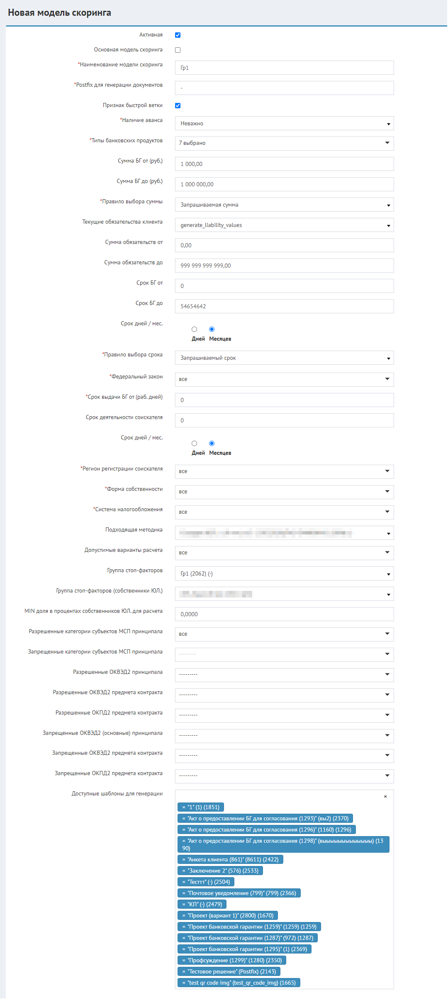 Новая модель скоринга
Активная
Основная модель скоринга
*Наименование модели скоринга
Гр1
*Postfix для генерации документов
-
Признак быстрой ветки
*Наличие аванса
Неважно
*Типы банковских продуктов
7 выбрано
Сумма БГ от (руб.)
1 000,00
Сумма БГ до (руб.)
1 000 000,00
*Правило выбора суммы
Запрашиваемая сумма
Текущие обязательства клиента
generate_liability_values
Сумма обязательств от
0,00
Сумма обязательств до
999 999 999 999,00
Срок БГ от
0
Срок БГ до
54654642
Срок дней / мес.
Дней Месяцев
*Правило выбора срока
Запрашиваемый срок
*Федеральный закон
все
*Срок выдачи БГ от (раб. дней)
0
Срок деятельности соискателя
0
Срок дней / мес.
Дней Месяцев
*Регион регистрации соискателя
все
*Форма собственности
все
*Система налогообложения
все
Подходящая методика
Допустимые варианты расчета
все
Группа стоп-факторов
Гр1 (2062) (-)
Группа стоп-факторов (собственники ЮЛ.)
MIN доля в процентах собственников ЮЛ. для расчета
0,0000
Разрешенные категории субъектов МСП принципала
все
Запрещенные категории субъектов МСП принципала
---------
Разрешенные ОКВЭД2 принципала
---------
Разрешенные ОКВЭД2 предмета контракта
---------
Разрешенные ОКПД2 предмета контракта
---------
Запрещенные ОКВЭД2 (основные) принципала
---------
Запрещенные ОКВЭД2 предмета контракта
---------
Запрещенные ОКПД2 предмета контракта
---------
Доступные шаблоны для генерации
×
× "1" (1) (1851)
× "Акт о предоставлении БГ для согласования (1293)" (вы2) (2370)
× "Акт о предоставлении БГ для согласования (1296)" (1160) (1296)
× "Акт о предоставлении БГ для согласования (1298)" (выыыыыыыыыыыы) (13
90)
× "Анкета клиента (861)" (8611) (2422)
× "Заключение 2" (576) (2533)
× "Тесттт" (-) (2504)
× "Почтовое уведомление (799)" (799) (2366)
× "КП" (-) (2479)
× "Проект (вариант 1)" (2800) (1670)
× "Проект банковской гарантии (1259)" (1259) (1259)
× "Проект банковской гарантии (1287)" (972) (1287)
× "Проект банковской гарантии (1295)" (1) (2369)
× "Профсуждение (1299)" (1280) (2350)
× "Тестовое решение" (Postfix) (2143)
× "test qr code img" (test_qr_code_img) (1665)